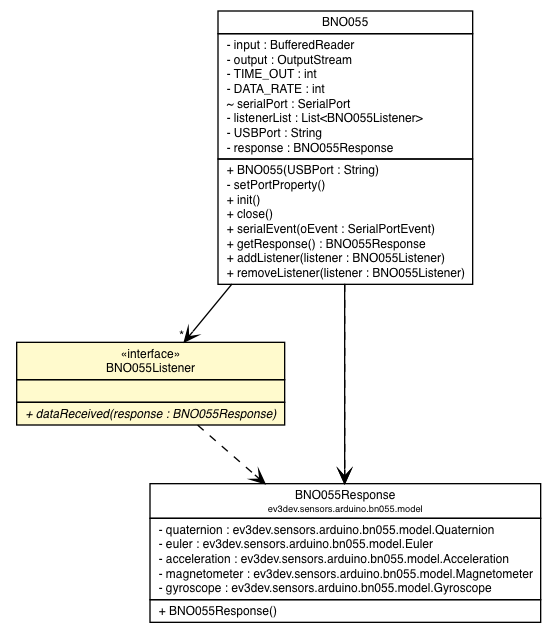 BNO055
- input : BufferedReader
- output : OutputStream
- TIME_OUT : int
- DATA_RATE : int
~ serialPort : SerialPort
- listenerList : List<BNO055Listener>
- USBPort : String
- response : BNO055Response
+ BNO055(USBPort : String)
- setPortProperty()
+ init()
+ close()
+ serialEvent(oEvent : SerialPortEvent)
+ getResponse() : BNO055Response
+ addListener(listener : BNO055Listener)
+ removeListener(listener : BNO055Listener)
*
«interface»
BNO055Listener
+ dataReceived(response : BNO055Response)
BNO055Response
ev3dev.sensors.arduino.bn055.model
- quaternion : ev3dev.sensors.arduino.bn055.model.Quaternion
- euler : ev3dev.sensors.arduino.bn055.model.Euler
- acceleration : ev3dev.sensors.arduino.bn055.model.Acceleration
- magnetometer : ev3dev.sensors.arduino.bn055.model.Magnetometer
- gyroscope : ev3dev.sensors.arduino.bn055.model.Gyroscope
+ BNO055Response()